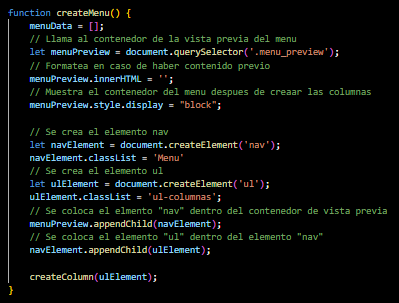 function createMenu() {
menuData = [];
// Llama al contenedor de la vista previa del menu
let menuPreview = document.querySelector('.menu_preview');
// Formatea en caso de haber contenido previo
menuPreview.innerHTML = '';
// Muestra el contenedor del menu despues de creaar las columnas
menuPreview.style.display = "block";
// Se crea el elemento nav
let navElement = document.createElement('nav');
navElement.classList = 'Menu'
// Se crea el elemento ul
let ulElement = document.createElement('ul');
ulElement.classList = 'ul-columnas';
// Se coloca el elmento "nav" dentro del contenedor de vista previa
menuPreview.appendChild(navElement);
// Se coloca el elemento "ul" dentro del elemento "nav"
navElement.appendChild(ulElement);
createColumn(ulElement);
}